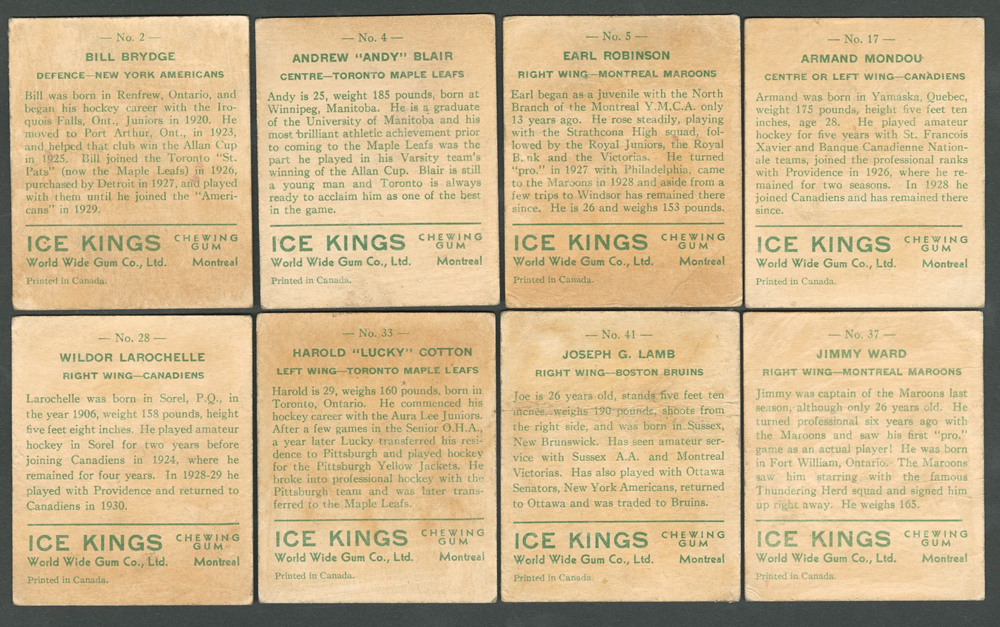 — No. 2 —
BILL BRYDGE
DEFENCE—NEW YORK AMERICANS
Bill was born in Renfrew, Ontario, and
began his hockey career with the Iro-
quois Falls, Ont., Juniors in 1920. He
moved to Port Arthur, Ont., in 1923,
and helped that club win the Allan Cup
in 1925. Bill joined the Toronto "St.
Pats" (now the Maple Leafs) in 1926,
purchased by Detroit in 1927, and played
with them until he joined the "Ameri-
cans" in 1929.
ICE KINGS CHEWING GUM
World Wide Gum Co., Ltd. Montreal
Printed in Canada.
— No. 4 —
ANDREW "ANDY" BLAIR
CENTRE—TORONTO MAPLE LEAFS
Andy is 25, weight 185 pounds, born at
Winnipeg, Manitoba. He is a graduate
of the University of Manitoba and his
most brilliant athletic achievement prior
to coming to the Maple Leafs was the
part he played in his Varsity team's
winning of the Allan Cup. Blair is still
a young man and Toronto is always
ready to acclaim him as one of the best
in the game.
ICE KINGS CHEWING GUM
World Wide Gum Co., Ltd. Montreal
Printed in Canada.
— No. 5 —
EARL ROBINSON
RIGHT WING—MONTREAL MAROONS
Earl began as a juvenile with the North
Branch of the Montreal Y.M.C.A. only
13 years ago. He rose steadily, playing
with the Strathcona High squad, fol-
lowed by the Royal Juniors, the Royal
B nk and the Victorias. He turned
"pro." in 1927 with Philadelphia, came
to the Maroons in 1928 and aside from a
few trips to Windsor has remained there
since. He is 26 and weighs 153 pounds.
ICE KINGS CHEWING GUM
World Wide Gum Co., Ltd. Montreal
Printed in Canada.
— No. 17 —
ARMAND MONDOU
CENTRE OR LEFT WING—CANADIENS
Armand was born in Yamaska, Quebec,
weight 175 pounds, height five feet ten
inches, age 28. He played amateur
hockey for five years with St. Francois
Xavier and Banque Canadienne Nation-
ale teams, joined the professional ranks
with Providence in 1926, where he re-
mained for two seasons. In 1928 he
joined Canadiens and has remained there
since.
ICE KINGS CHEWING GUM
World Wide Gum Co., Ltd. Montreal
Printed in Canada.
— No. 28 —
WILDOR LAROCHELLE
RIGHT WING—CANADIENS
Larochelle was born in Sorel, P.Q., in
the year 1906, weight 158 pounds, height
five feet eight inches. He played amateur
hockey in Sorel for two years before
joining Canadiens in 1924, where he
remained for four years. In 1928-29 he
played with Providence and returned to
Canadiens in 1930.
ICE KINGS CHEWING GUM
World Wide Gum Co., Ltd. Montreal
Printed in Canada.
— No. 33 —
HAROLD "LUCKY" COTTON
LEFT WING—TORONTO MAPLE LEAFS
Harold is 29, weighs 160 pounds, born in
Toronto, Ontario. He commenced his
hockey career with the Aura Lee Juniors.
After a few games in the Senior O.H.A.,
a year later Lucky transferred his resi-
dence to Pittsburgh and played hockey
for the Pittsburgh Yellow Jackets. He
broke into professional hockey with the
Pittsburgh team and was later trans-
ferred to the Maple Leafs.
ICE KINGS CHEWING GUM
World Wide Gum Co., Ltd. Montreal
Printed in Canada.
— No. 41 —
JOSEPH G. LAMB
RIGHT WING—BOSTON BRUINS
Joe is 26 years old, stands five feet ten
inches, weighs 190 pounds, shoots from
the right side, and was born in Sussex,
New Brunswick. Has seen amateur ser-
vice with Sussex A.A. and Montreal
Victorias. Has also played with Ottawa
Senators, New York Americans, returned
to Ottawa and was traded to Bruins.
ICE KINGS CHEWING GUM
World Wide Gum Co., Ltd. Montreal
Printed in Canada.
— No. 37 —
JIMMY WARD
RIGHT WING—MONTREAL MAROONS
Jimmy was captain of the Maroons last
season, although only 26 years old. He
turned professional six years ago with
the Maroons and saw his first "pro."
game as an actual player! He was born
in Fort William, Ontario. The Maroons
saw him starring with the famous
Thundering Herd squad and signed him
up right away. He weighs 165.
ICE KINGS CHEWING GUM
World Wide Gum Co., Ltd. Montreal
Printed in Canada.